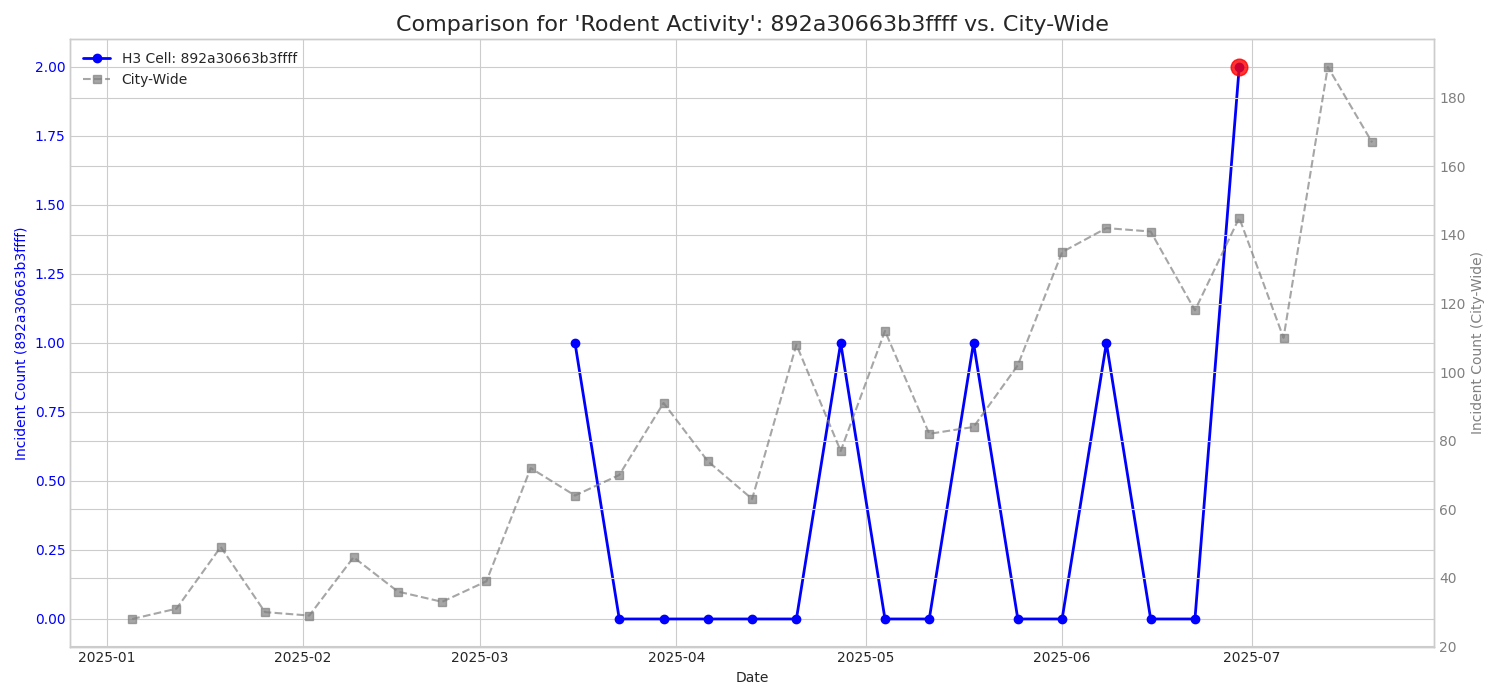 Comparison for 'Rodent Activity': 892a30663b3ffff vs. City-Wide
H3 Cell: 892a30663b3ffff
City-Wide
Incident Count (892a30663b3ffff)
2.00
1.75
1.50
1.25
1.00
0.75
0.50
0.25
0.00
180
160
140
120
100
80
60
40
20
Incident Count (City-Wide)
2025-01 2025-02 2025-03 2025-04 2025-05 2025-06 2025-07
Date